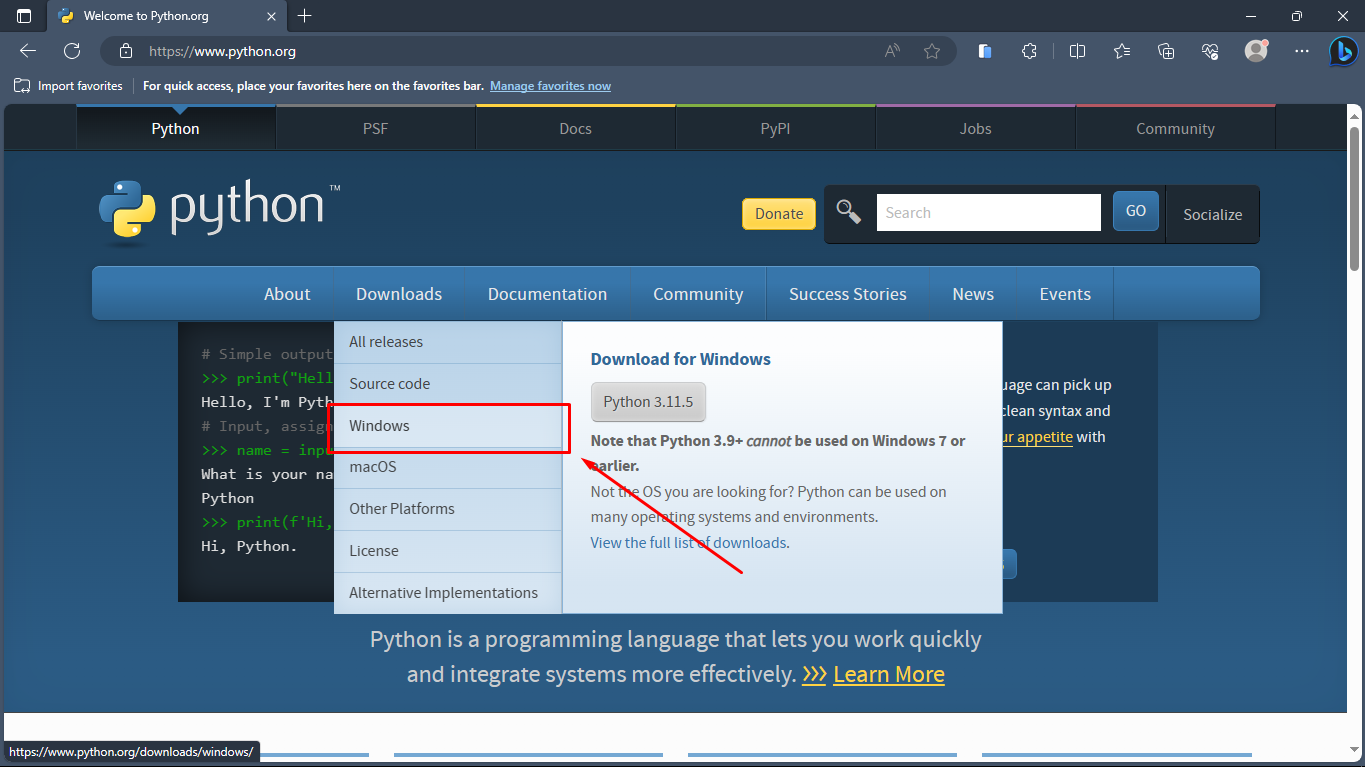 Welcome to Python.org
https://www.python.org
Import favorites
For quick access, place your favorites here on the favorites bar. Manage favorites now
Python
PSF
Docs
PyPI
Jobs
Community
python™
Donate
Search
GO
Socialize
About
Downloads
Documentation
Community
Success Stories
News
Events
# Simple output
>>> print("Hell
Hello, I'm Pyth
# Input, assign
>>> name = inpu
What is your na
Python
>>> print(f'Hi,
Hi, Python.
All releases
Source code
Windows
macOS
Other Platforms
License
Alternative Implementations
Download for Windows
Python 3.11.5
Note that Python 3.9+ cannot be used on Windows 7 or
earlier.
Not the OS you are looking for? Python can be used on
many operating systems and environments.
View the full list of downloads.
uage can pick up
clean syntax and
ur appetite with
Python is a programming language that lets you work quickly
and integrate systems more effectively. >>> Learn More
https://www.python.org/downloads/windows/